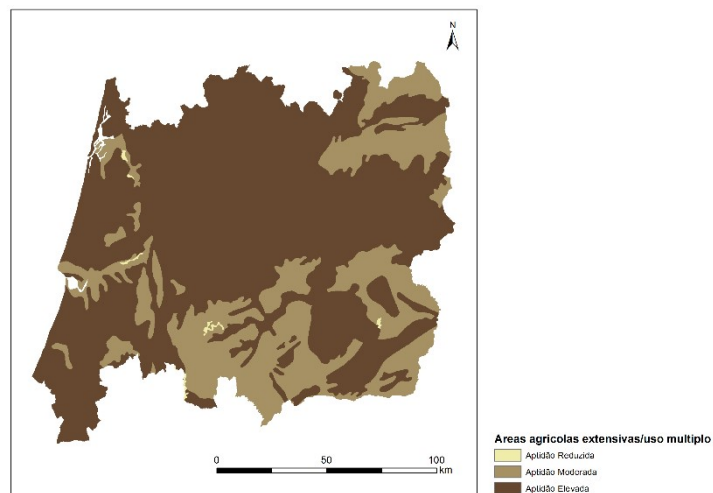 N
0 50 100
km
Areas agricolas extensivas/uso multiplo
Aptidão Reduzida
Aptidão Moderada
Aptidão Elevada